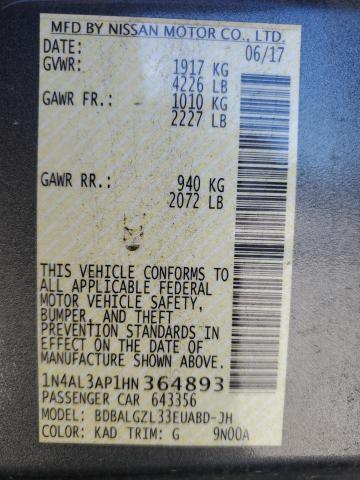 MFD BY NISSAN MOTOR CO., LTD.
DATE: 06/17
GVWR: 1917 KG
4226 LB
GAWR FR.: 1010 KG
2227 LB
GAWR RR.: 940 KG
2072 LB
THIS VEHICLE CONFORMS TO
ALL APPLICABLE FEDERAL
MOTOR VEHICLE SAFETY,
BUMPER, AND THEFT
PREVENTION STANDARDS IN
EFFECT ON THE DATE OF
MANUFACTURE SHOWN ABOVE.
1N4AL3AP1HN364893
PASSENGER CAR 643356
MODEL: BDBALGZL33EUABD-JH
COLOR: KAD TRIM: G 9N00A